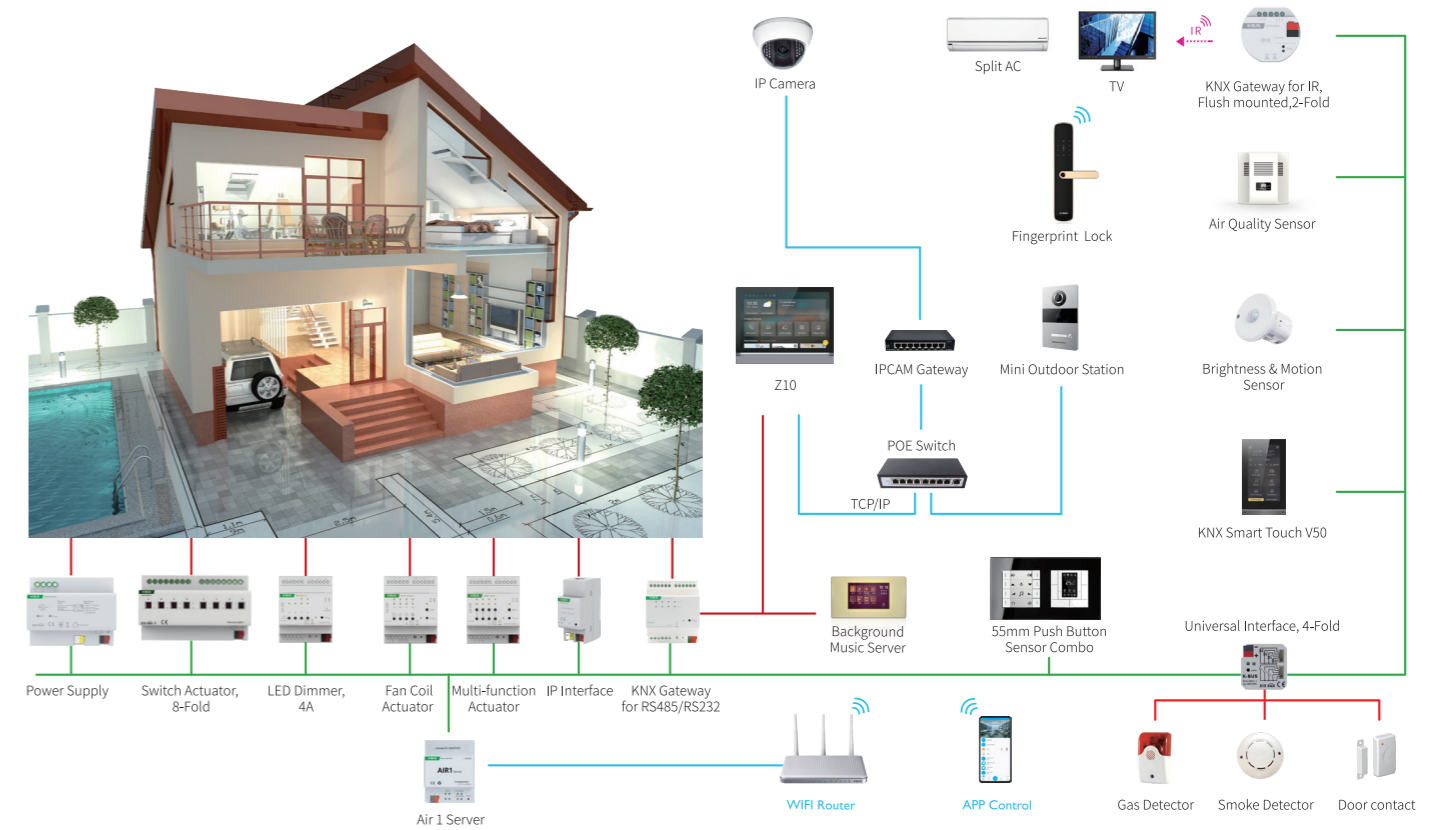 IP Camera
Split AC
TV
IR
KNX Gateway for IR,
Flush mounted,2-Fold
Fingerprint Lock
Air Quality Sensor
Z10
IPCAM Gateway
Mini Outdoor Station
Brightness & Motion
Sensor
POE Switch
TCP/IP
KNX Smart Touch V50
Background
Music Server
55mm Push Button
Sensor Combo
Universal Interface, 4-Fold
K-BUS
Power Supply
Switch Actuator,
8-Fold
LED Dimmer,
4A
Fan Coil
Actuator
Multi-function
Actuator
IP Interface
KNX Gateway
for RS485/RS232
AIR1
Air 1 Server
WIFI Router
APP Control
Gas Detector
Smoke Detector
Door contact